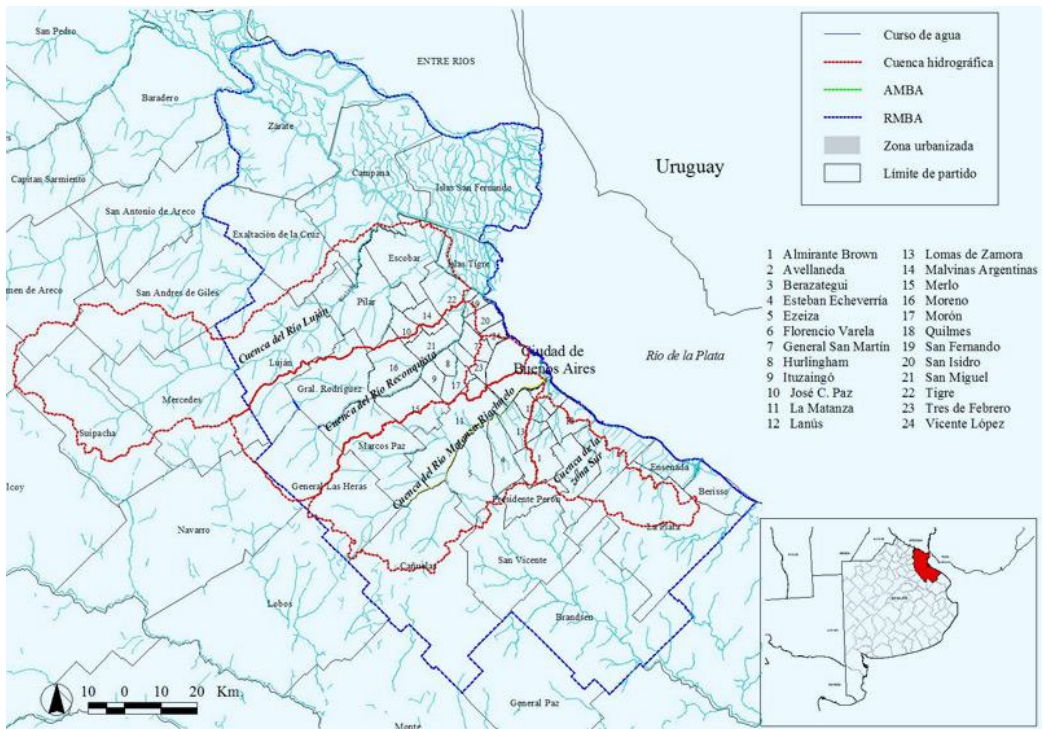 San Pedro
ENTRE RIOS
Baradero
Zárate
Uruguay
Campana
Capitan Sarmiento
Islas San Fernando
San Antonio de Areco
Exaltación de la Cruz
Escobar
Islas Tigre
men de Areco
San Andres de Giles
Pilar
Cuenca del Río Luján
Luján
Ciudad de
Buenos Aires
Río de la Plata
Gral. Rodríguez
Cuenca del Río Reconquista
Mercedes
Suipacha
Marcos Paz
Cuenca del Río Matanza-Riachuelo
Cuenca de la
zona Sur
Ensenada
General Las Heras
Presidente Perón
Berisso
La Plata
lcoy
Navarro
San Vicente
Cañuelas
Lobos
Brandsen
General Paz
Monte
10 0 10 20 Km.
Curso de agua
Cuenca hidrográfica
AMBA
RMBA
Zona urbanizada
Límite de partido
1 Almirante Brown
2 Avellaneda
3 Berazategui
4 Esteban Echeverría
5 Ezeiza
6 Florencio Varela
7 General San Martín
8 Hurlingham
9 Ituzaingó
10 José C. Paz
11 La Matanza
12 Lanús
13 Lomas de Zamora
14 Malvinas Argentinas
15 Merlo
16 Moreno
17 Morón
18 Quilmes
19 San Fernando
20 San Isidro
21 San Miguel
22 Tigre
23 Tres de Febrero
24 Vicente López